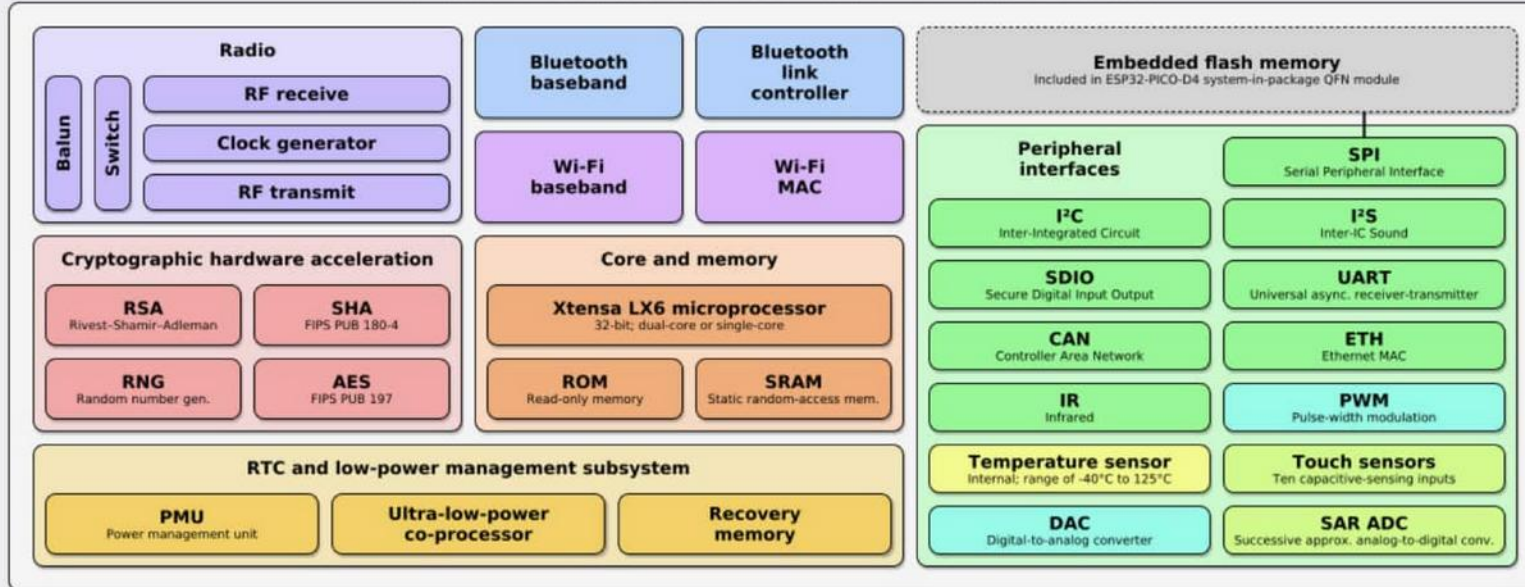 Radio
Balun
Switch
RF receive
Clock generator
RF transmit
Bluetooth
baseband
Bluetooth
link
controller
Wi-Fi
baseband
Wi-Fi
MAC
Embedded flash memory
Included in ESP32-PICO-D4 system-in-package QFN module
Cryptographic hardware acceleration
RSA
Rivest–Shamir–Adleman
SHA
FIPS PUB 180-4
RNG
Random number gen.
AES
FIPS PUB 197
Core and memory
Xtensa LX6 microprocessor
32-bit; dual-core or single-core
ROM
Read-only memory
SRAM
Static random-access mem.
RTC and low-power management subsystem
PMU
Power management unit
Ultra-low-power
co-processor
Recovery
memory
Peripheral
interfaces
SPI
Serial Peripheral Interface
I²C
Inter-Integrated Circuit
I²S
Inter-IC Sound
SDIO
Secure Digital Input Output
UART
Universal async. receiver-transmitter
CAN
Controller Area Network
ETH
Ethernet MAC
IR
Infrared
PWM
Pulse-width modulation
Temperature sensor
Internal; range of -40°C to 125°C
Touch sensors
Ten capacitive-sensing inputs
DAC
Digital-to-analog converter
SAR ADC
Successive approx. analog-to-digital conv.